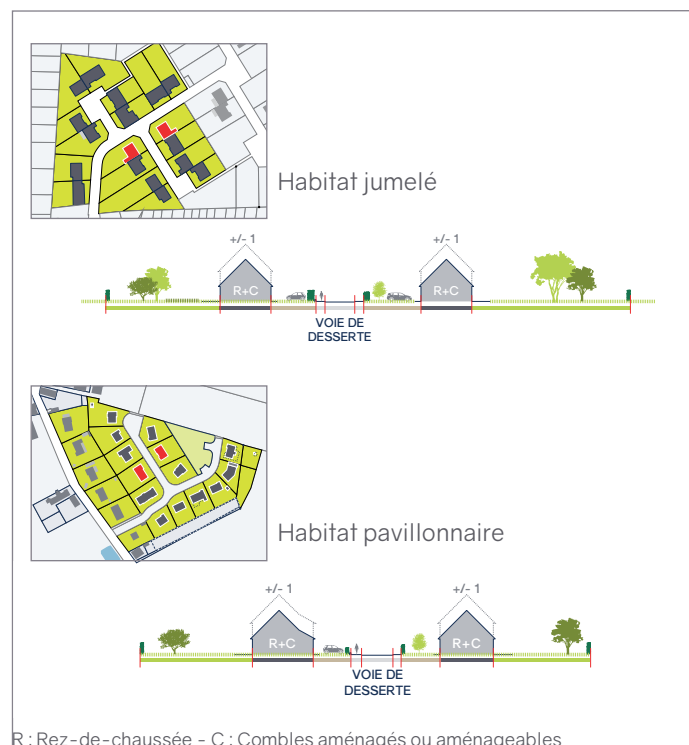 Habitat jumelé
+/- 1
+/- 1
R+C
R+C
VOIE DE
DESSERTE
Habitat pavillonnaire
+/- 1
+/- 1
R+C
R+C
VOIE DE
DESSERTE
R : Rez-de-chaussée - C : Combles aménagés ou aménageables